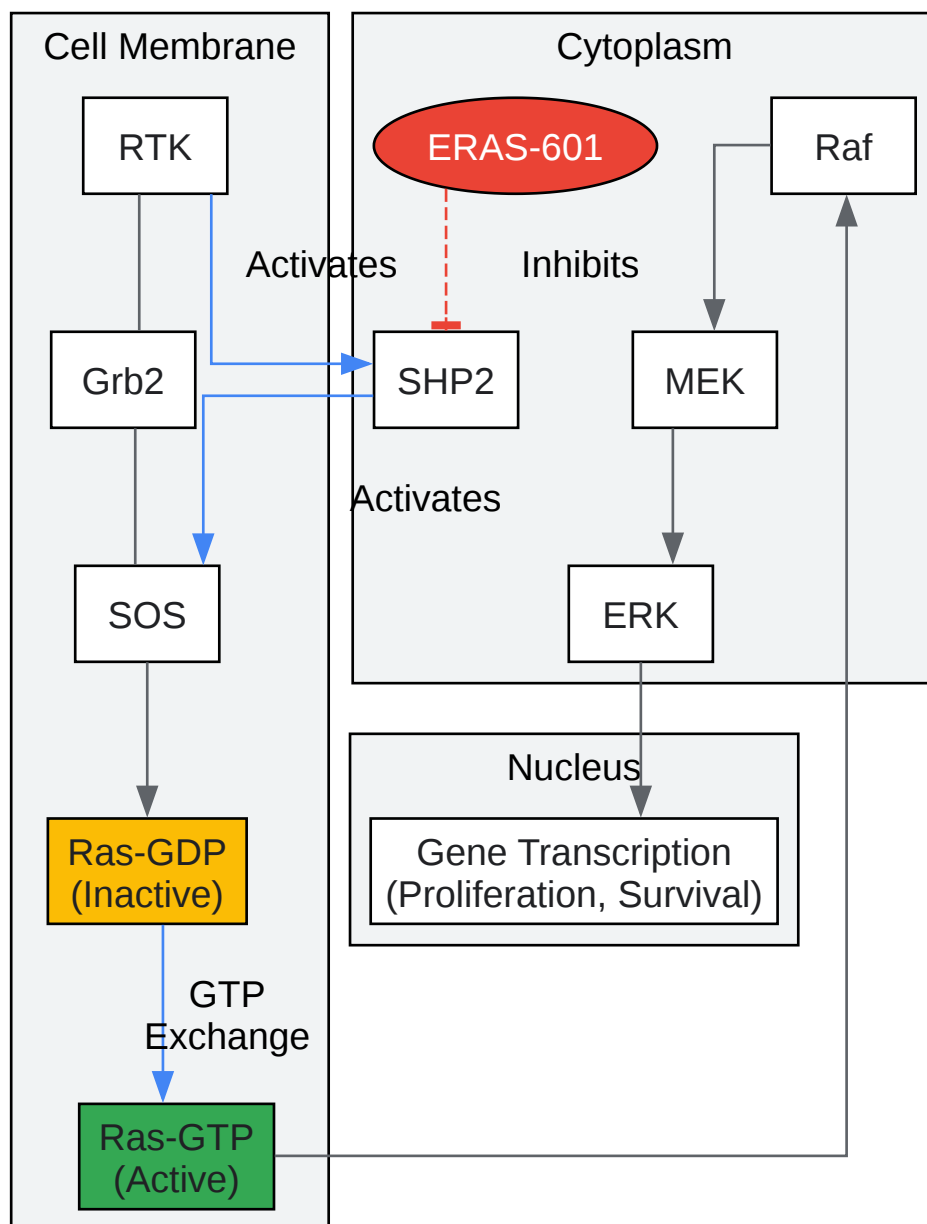 Cell Membrane
Cytoplasm
RTK
ERAS-601
Raf
Activates
Inhibits
Grb2
SHP2
MEK
Activates
SOS
ERK
Nucleus
Ras-GDP
(Inactive)
Gene Transcription
(Proliferation, Survival)
GTP
Exchange
Ras-GTP
(Active)